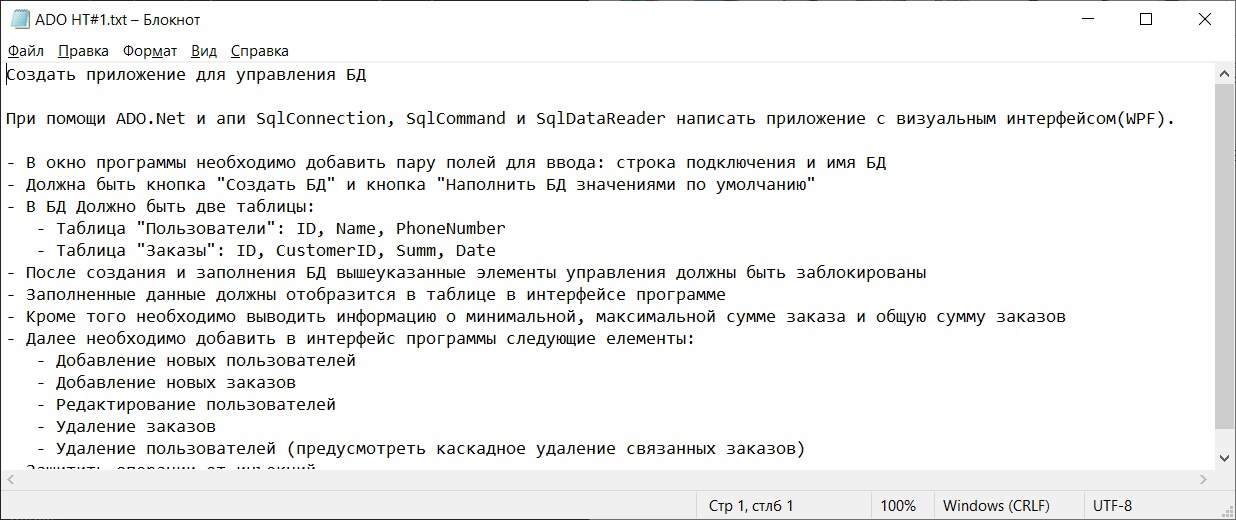 ADO HT#1.txt – Блокнот
Файл Правка Формат Вид Справка
Создать приложение для управления БД
При помощи ADO.Net и апи SqlConnection, SqlCommand и SqlDataReader написать приложение с визуальным интерфейсом(WPF).
- В окно программы необходимо добавить пару полей для ввода: строка подключения и имя БД
- Должна быть кнопка "Создать БД" и кнопка "Наполнить БД значениями по умолчанию"
- В БД Должно быть две таблицы:
- Таблица "Пользователи": ID, Name, PhoneNumber
- Таблица "Заказы": ID, CustomerID, Summ, Date
- После создания и заполнения БД вышеуказанные элементы управления должны быть заблокированы
- Заполненные данные должны отобразится в таблице в интерфейсе программе
- Кроме того необходимо выводить информацию о минимальной, максимальной сумме заказа и общую сумму заказов
- Далее необходимо добавить в интерфейс программы следующие елементы:
- Добавление новых пользователей
- Добавление новых заказов
- Редактирование пользователей
- Удаление заказов
- Удаление пользователей (предусмотреть каскадное удаление связанных заказов)
- Защитить операции от инъекций
Стр 1, стлб 1 100% Windows (CRLF) UTF-8